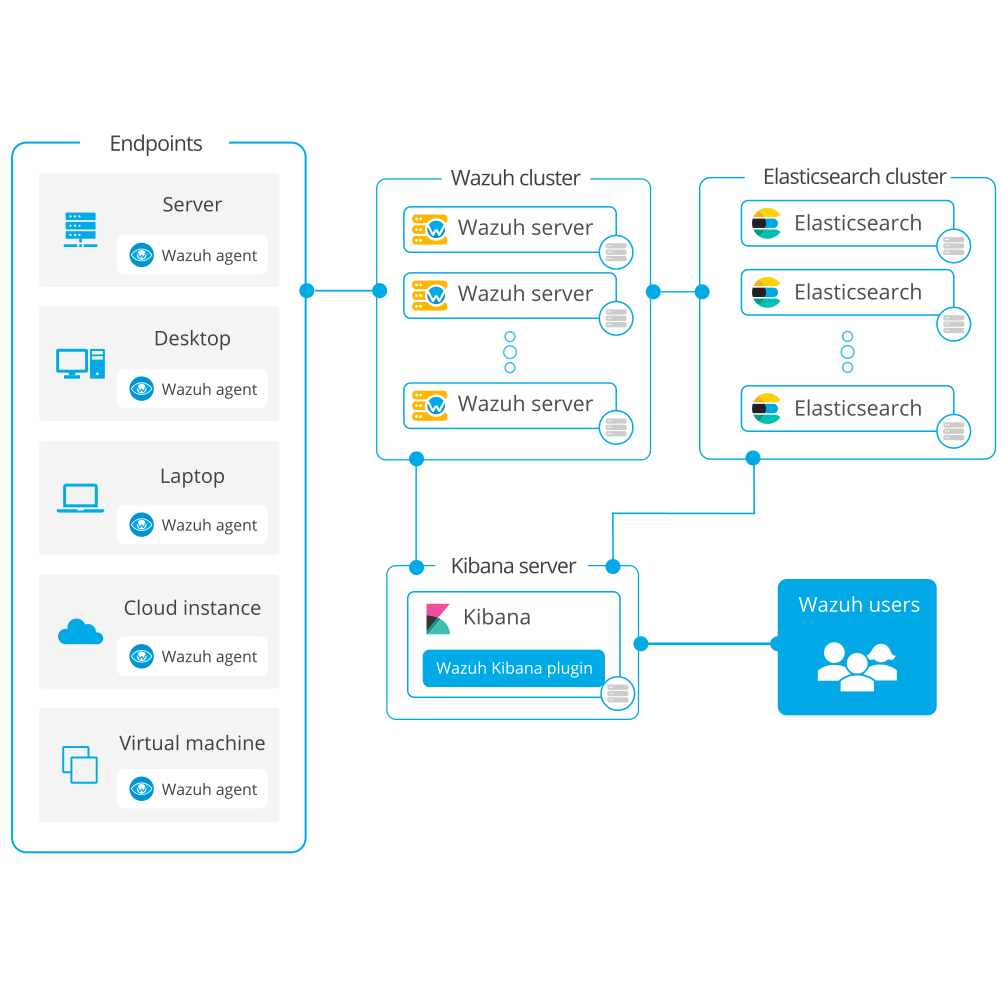 Endpoints
Server
Wazuh agent
Desktop
Wazuh agent
Laptop
Wazuh agent
Cloud instance
Wazuh agent
Virtual machine
Wazuh agent
Wazuh cluster
Wazuh server
Wazuh server
Wazuh server
Elasticsearch cluster
Elasticsearch
Elasticsearch
Elasticsearch
Kibana server
Kibana
Wazuh Kibana plugin
Wazuh users